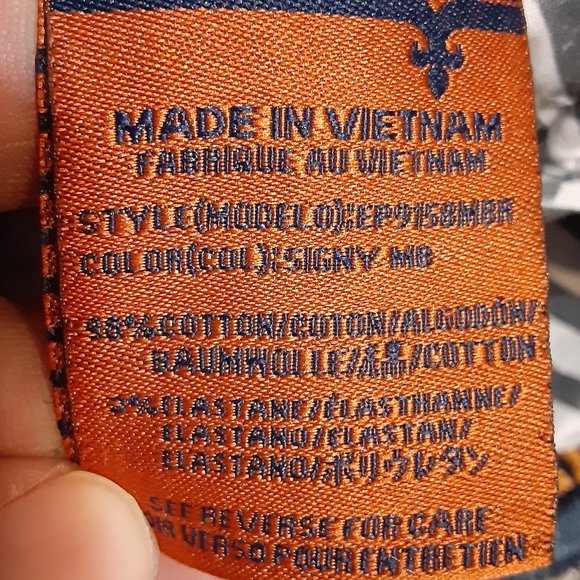 MADE IN VIETNAM
FABRIQUE AU VIETNAM
STYLE(MODELO):EP9158MBR
COLOR(COL):SIGNY MB
98%COTTON/COTON/ALGODÓN/
BAUMWOLLE/綿/COTTON
2%ELASTANE/ÉLASTHANNE/
ELASTANO/ELASTAN/
ELASTANO/ポリウレタン
SEE REVERSE FOR CARE
VERSO POUR ENTRETIEN